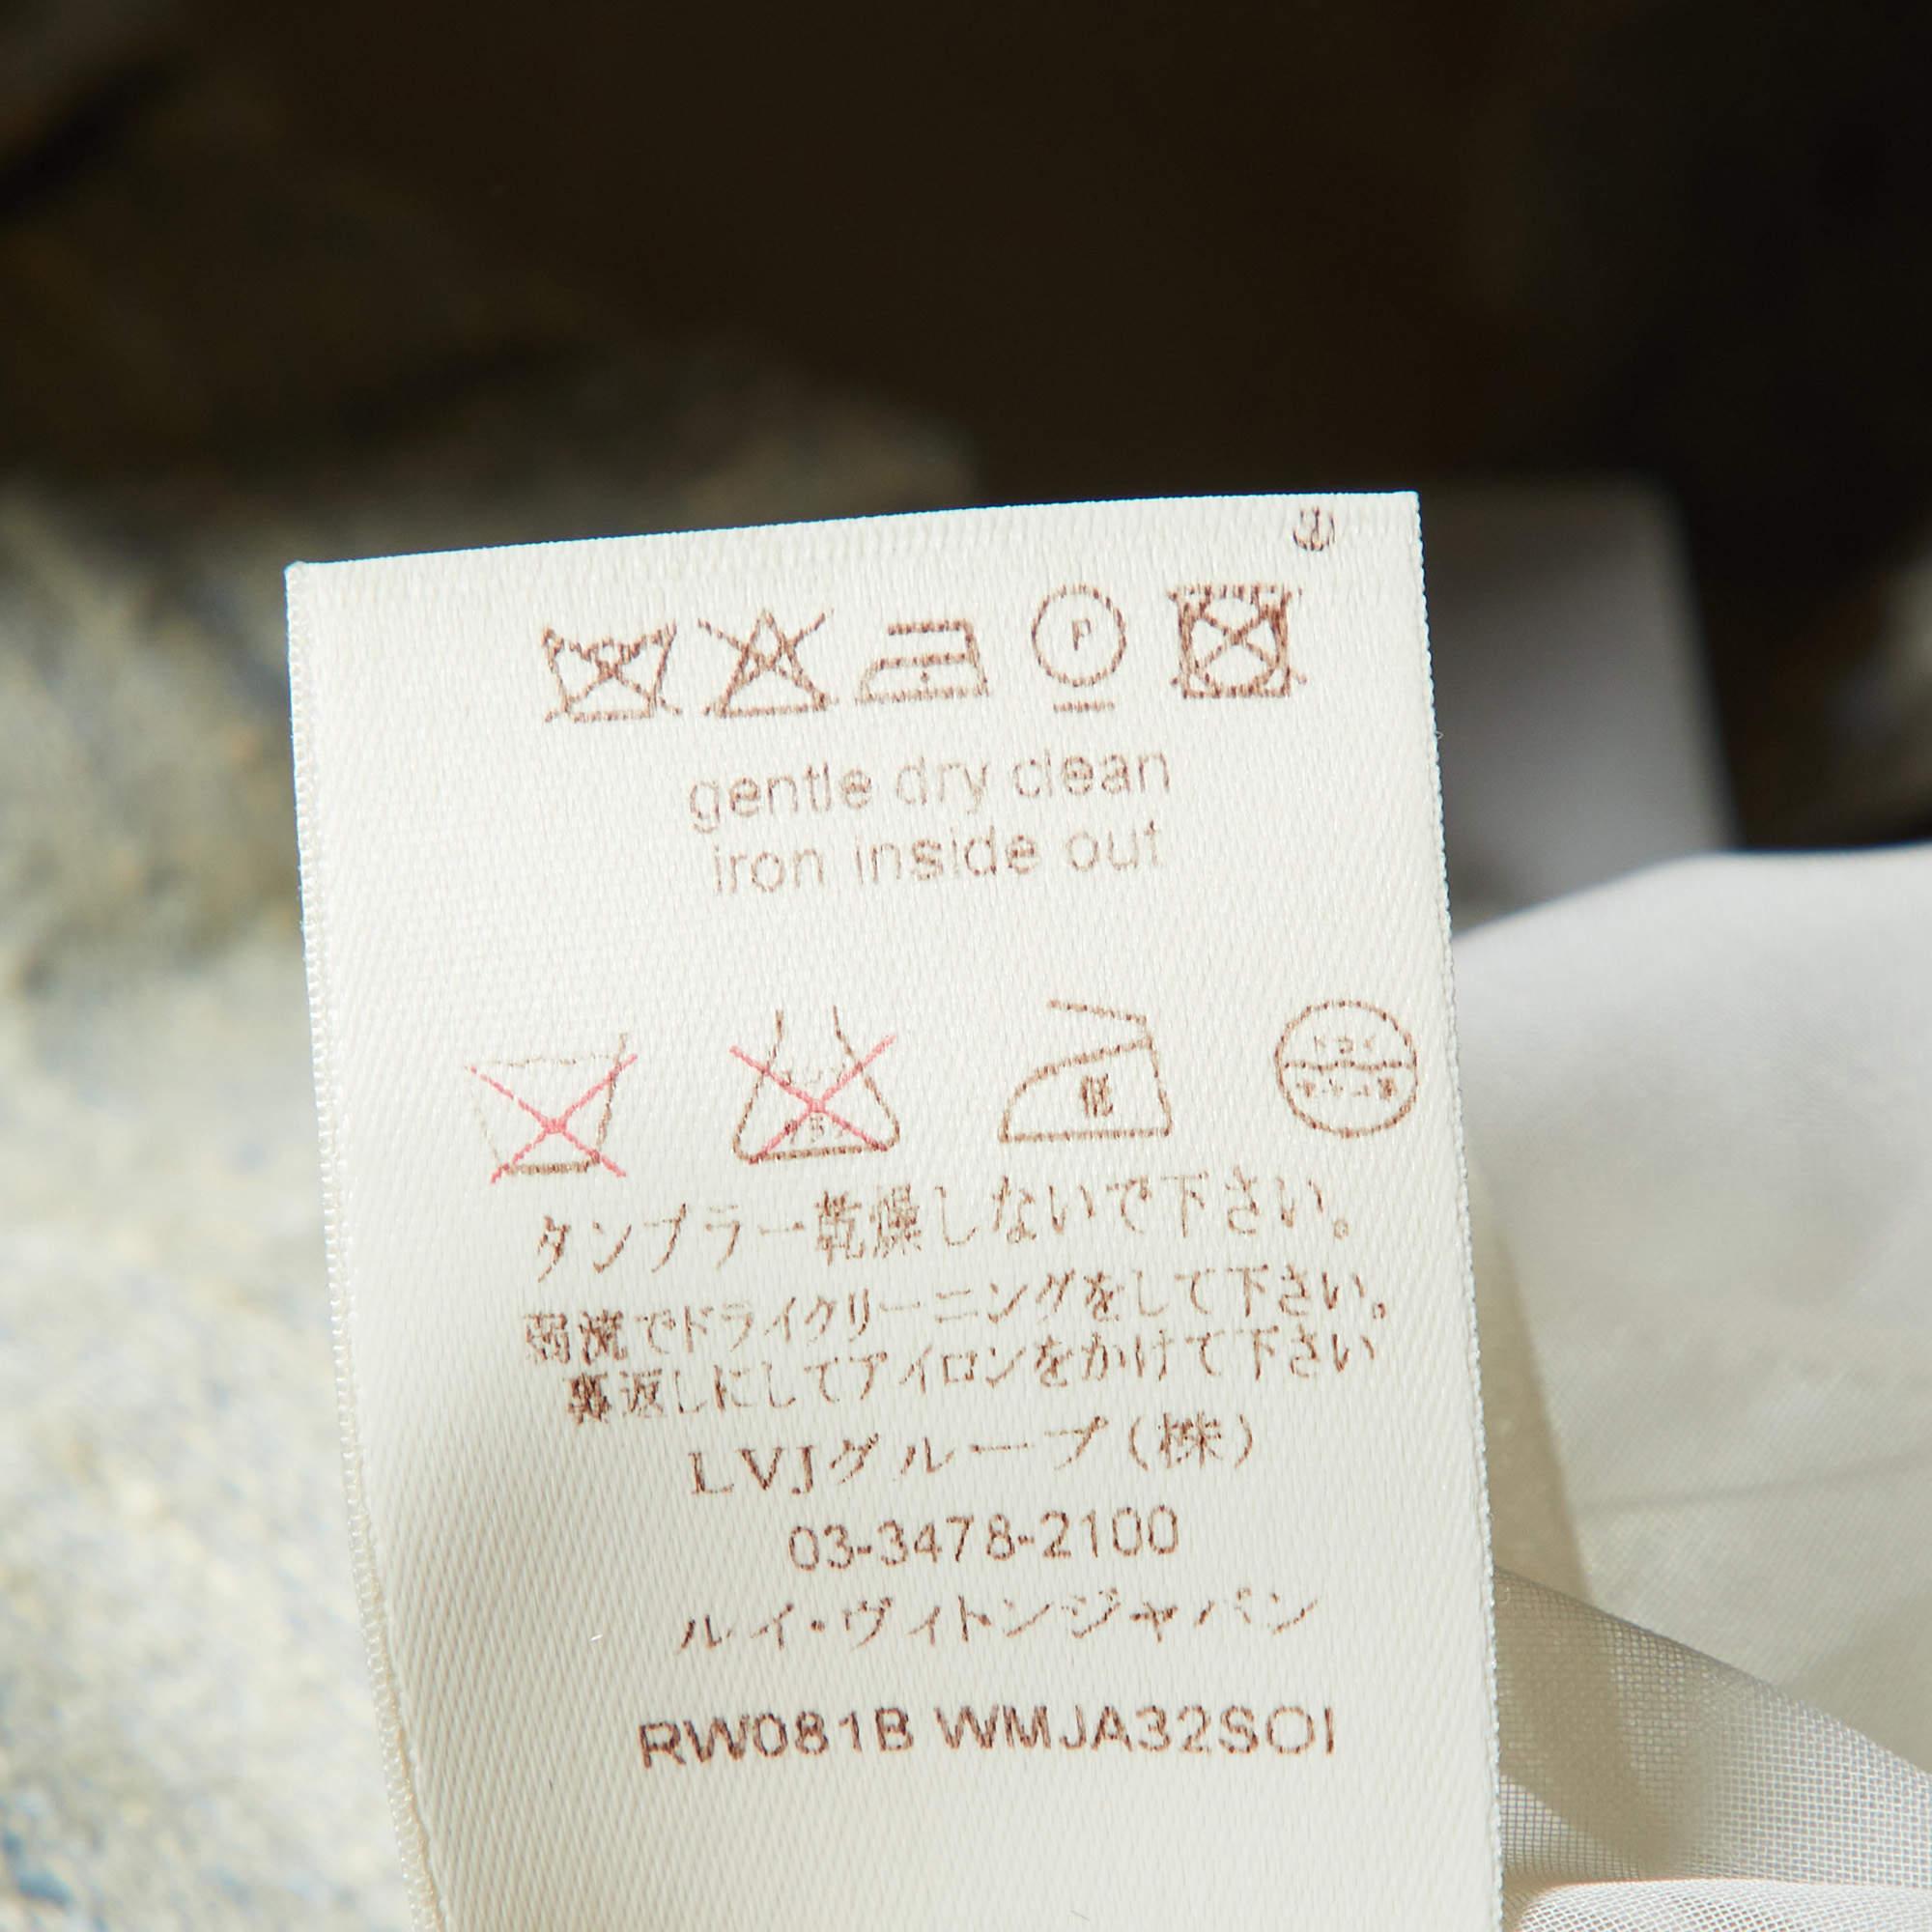 P
gentle dry clean
iron inside out
低
ドライ
タンブラー乾燥しないで下さい。
弱流でドライクリーニングをして下さい。
裏返しにしてアイロンをかけて下さい
LVJグループ(株)
03-3478-2100
ルイ・ヴィトンジャパン
RW081B WMJA32SOI